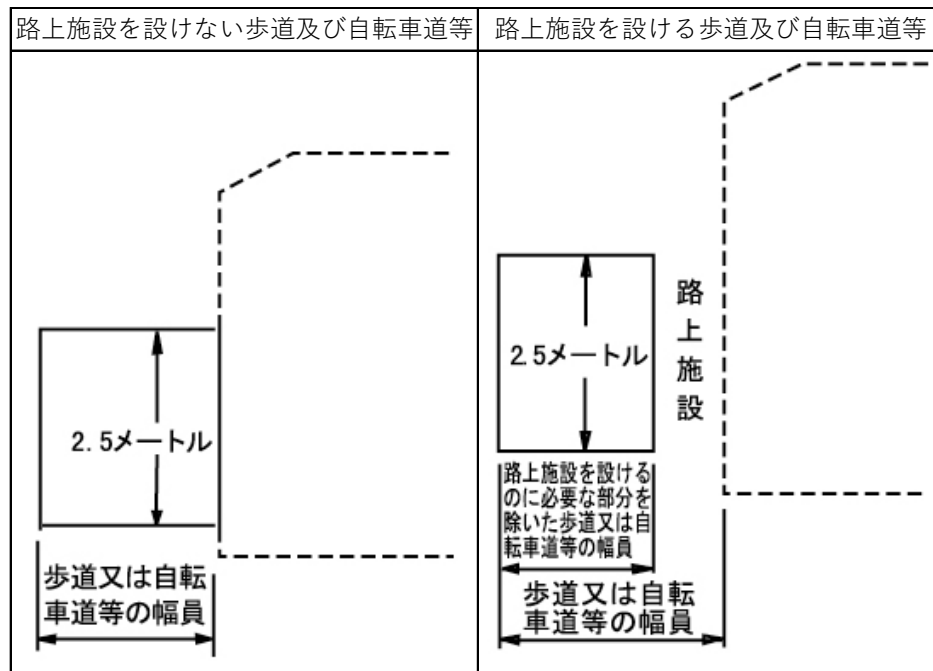 路上施設を設けない歩道及び自転車道等
路上施設を設ける歩道及び自転車道等
2.5メートル
歩道又は自転
車道等の幅員
2.5メートル
路上施設
路上施設を設ける
のに必要な部分を
除いた歩道又は自
転車道等の幅員
歩道又は自転
車道等の幅員